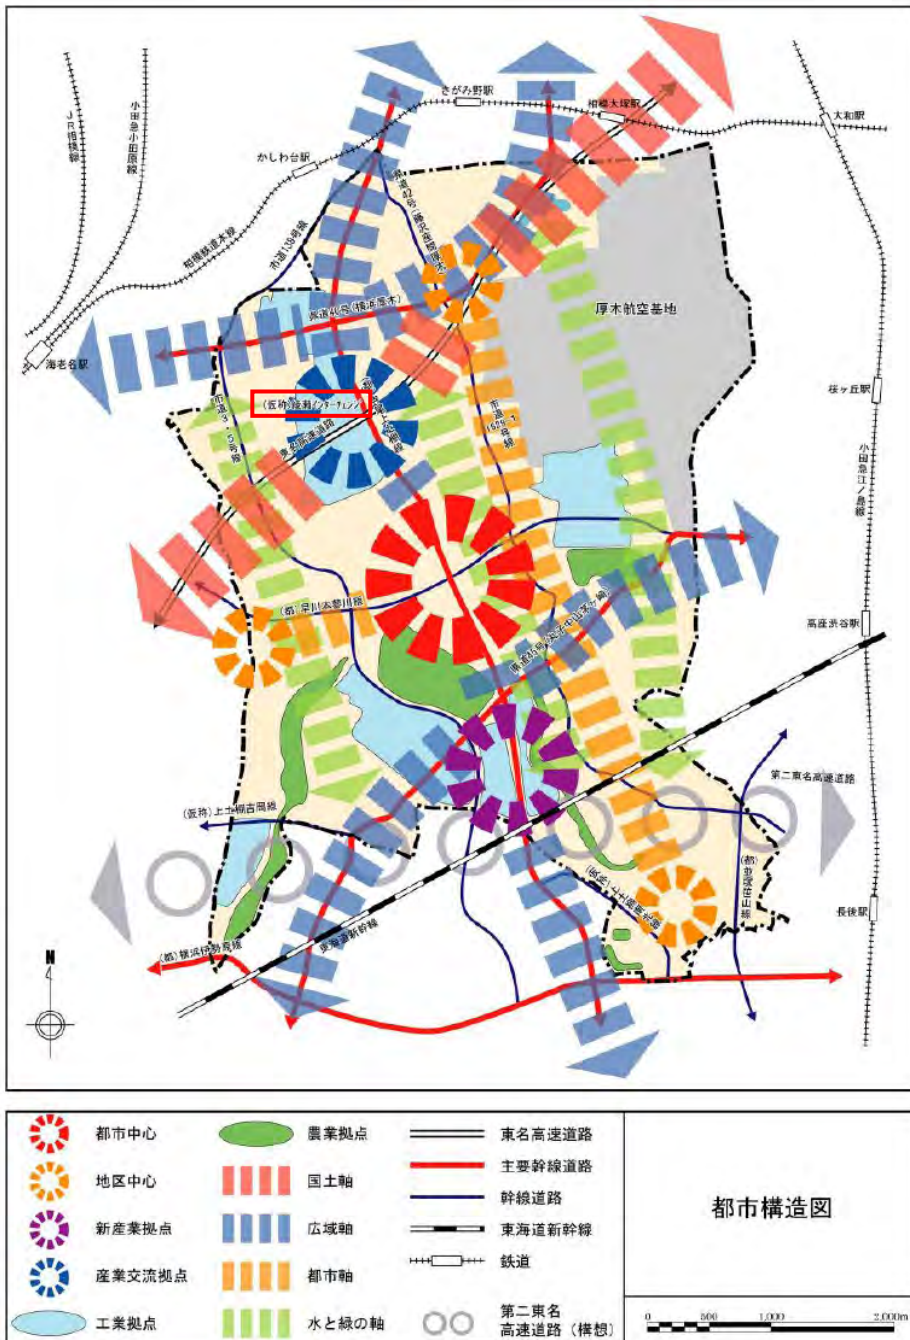 さがみ野駅
相模大塚駅
大和駅
JR相模線
小田急小田原線
かしわ台駅
相模鉄道本線
市道139号線
県道42号(藤沢座間厚木)
厚木航空基地
県道40号(横浜厚木)
海老名駅
桜ヶ丘駅
(仮称)綾瀬インターチェンジ
市道3・5号線
東名高速道路
市道1529-1号線
小田急江ノ島線
(都)早川本蓼川線
県道45号(丸子中山茅ヶ崎)
高座渋谷駅
第二東名高速道路
(仮称)上土棚吉岡線
長後駅
(都)横浜伊勢原線
東海道新幹線
N
都市中心
農業拠点
東名高速道路
地区中心
国土軸
主要幹線道路
新産業拠点
広域軸
幹線道路
産業交流拠点
都市軸
東海道新幹線
工業拠点
水と緑の軸
鉄道
第二東名
高速道路(構想)
都市構造図
0 500 1,000 2,000m